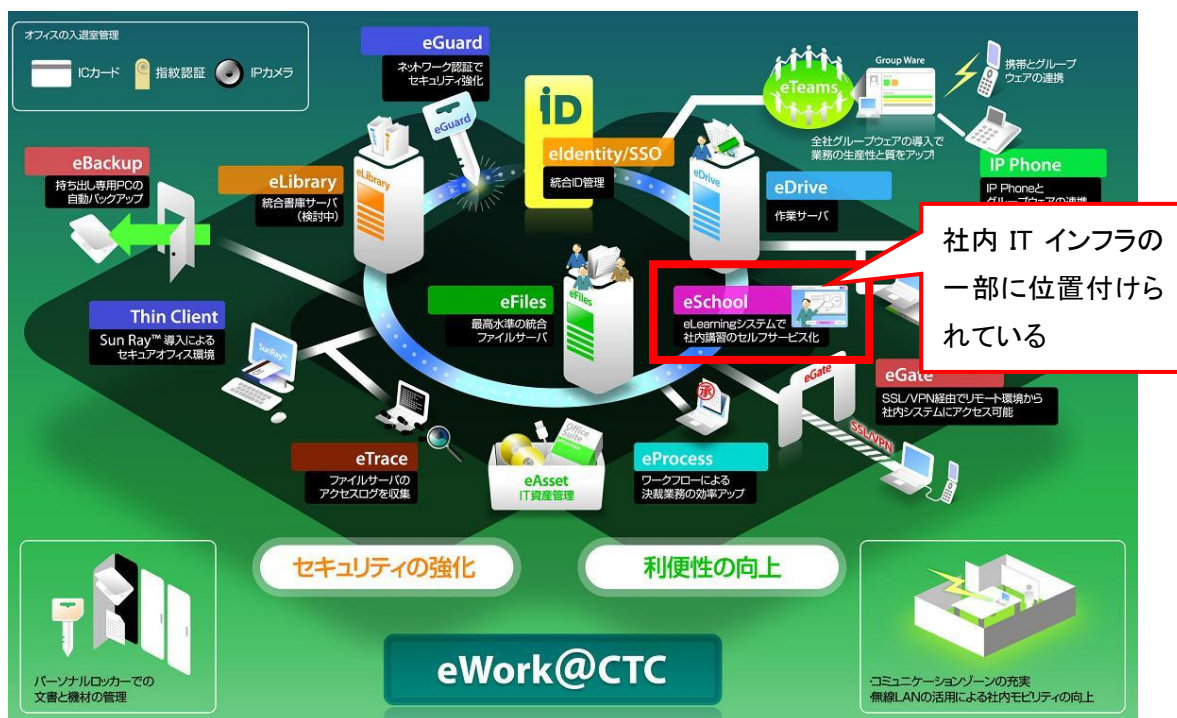 オフィスの入退室管理
ICカード
指紋認証
IPカメラ
eGuard
ネットワーク認証で
セキュリティ強化
eGuard
iD
eIdentity/SSO
統合ID管理
eTeams
Group Ware
携帯とグループ
ウェアの連携
全社グループウェアの導入で
業務の生産性と質をアップ!
IP Phone
IP Phoneと
グループウェアの連携
eBackup
持ち出し専用PCの
自動バックアップ
eLibrary
統合書庫サーバ
(検討中)
eLibrary
eDrive
eDrive
作業サーバ
社内 IT インフラの
一部に位置付けら
れている
eFiles
最高水準の統合
ファイルサーバ
eFiles
eSchool
eLearningシステムで
社内講習のセルフサービス化
Thin Client
Sun Ray™ 導入による
セキュアオフィス環境
SunRay™
eGate
eGate
SSL/VPN経由でリモート環境から
社内システムにアクセス可能
SSL/VPN
eTrace
ファイルサーバの
アクセスログを収集
Office
Suite
eAsset
IT資産管理
承
eProcess
ワークフローによる
決裁業務の効率アップ
セキュリティの強化
利便性の向上
パーソナルロッカーでの
文書と機材の管理
eWork@CTC
・コミュニケーションゾーンの充実
・無線LANの活用による社内モビリティの向上